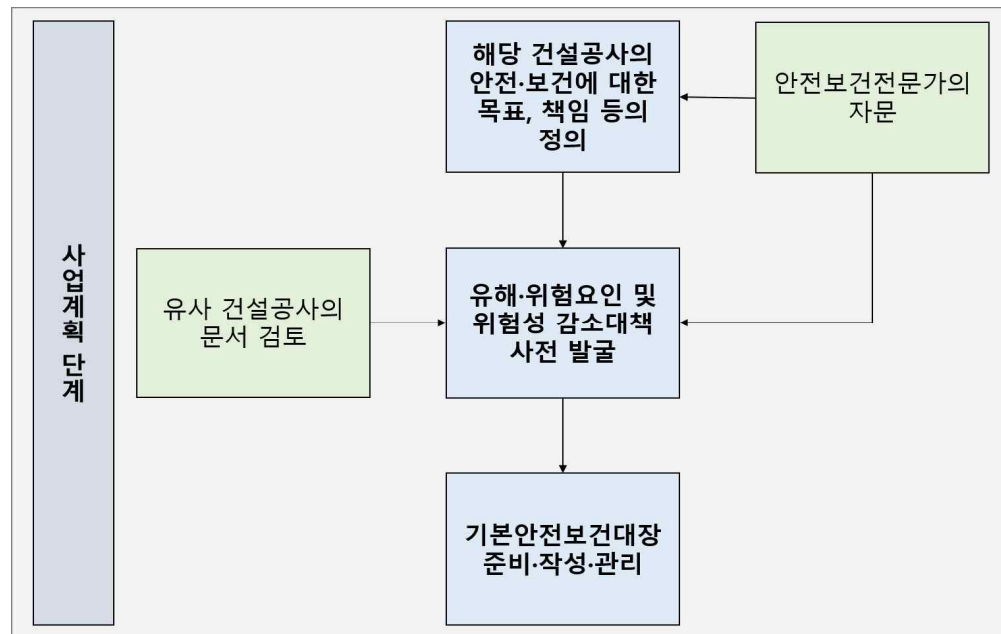 사업계획 단계
해당 건설공사의
안전·보건에 대한
목표, 책임 등의
정의
안전보건전문가의
자문
유사 건설공사의
문서 검토
유해·위험요인 및
위험성 감소대책
사전 발굴
기본안전보건대장
준비·작성·관리